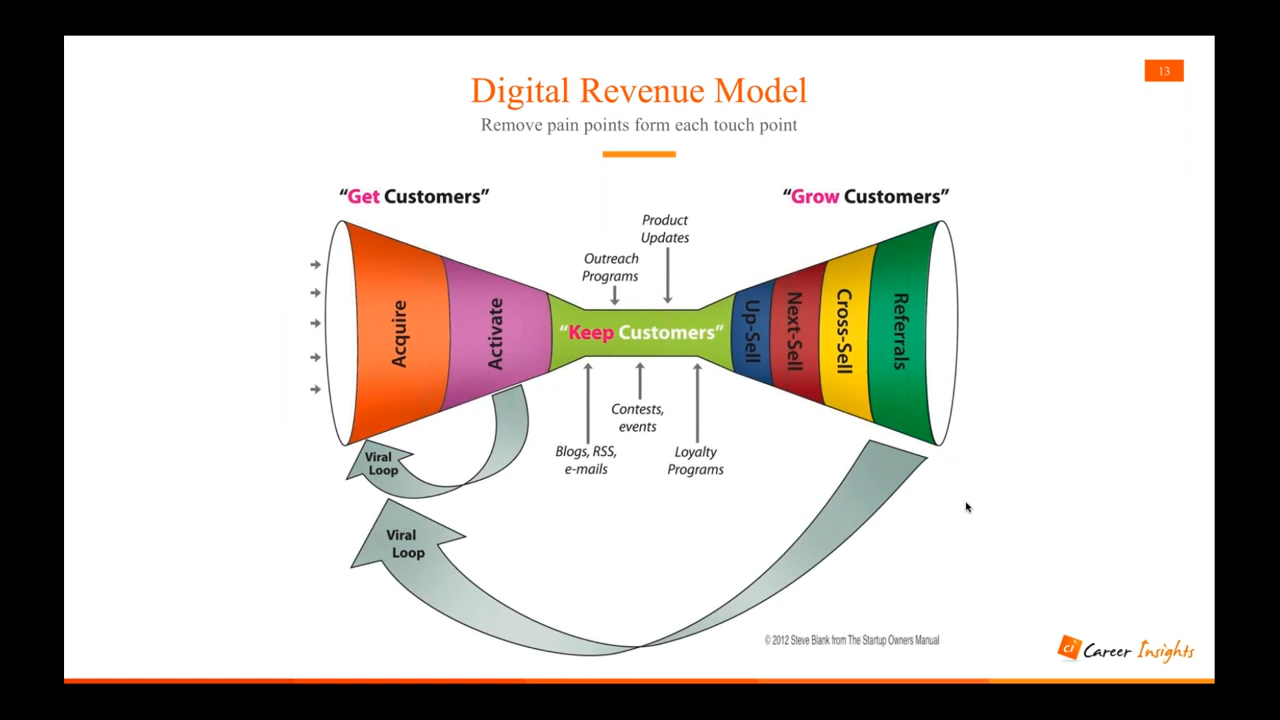 13
Digital Revenue Model
Remove pain points form each touch point
“Get Customers”
“Grow Customers”
Product
Updates
Outreach
Programs
Acquire
Activate
“Keep Customers”
Up-Sell
Next-Sell
Cross-Sell
Referrals
Contests,
events
Blogs, RSS,
e-mails
Loyalty
Programs
Viral
Loop
Viral
Loop
© 2012 Steve Blank from The Startup Owners Manual
ci Career Insights